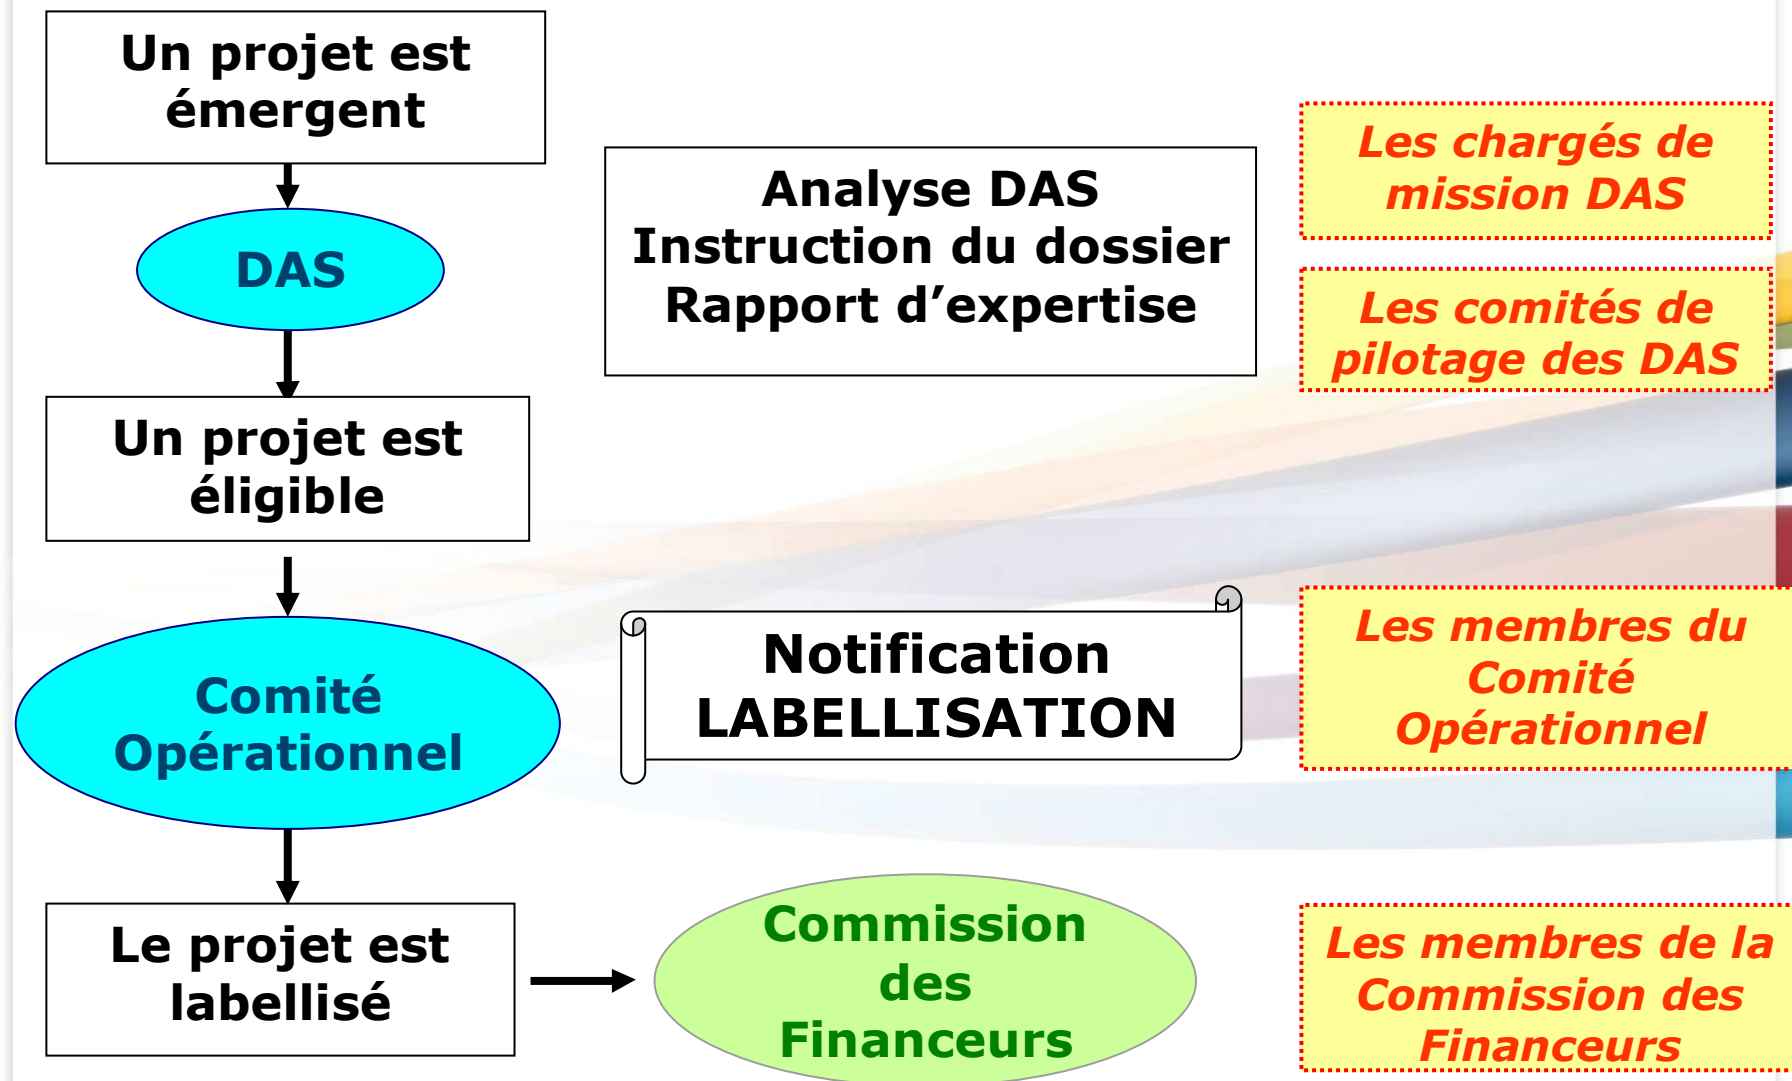 Un projet est
émergent
DAS
Un projet est
éligible
Comité
Opérationnel
Le projet est
labellisé
Analyse DAS
Instruction du dossier
Rapport d’expertise
Notification
LABELLISATION
Commission
des
Financeurs
Les chargés de
mission DAS
Les comités de
pilotage des DAS
Les membres du
Comité
Opérationnel
Les membres de la
Commission des
Financeurs